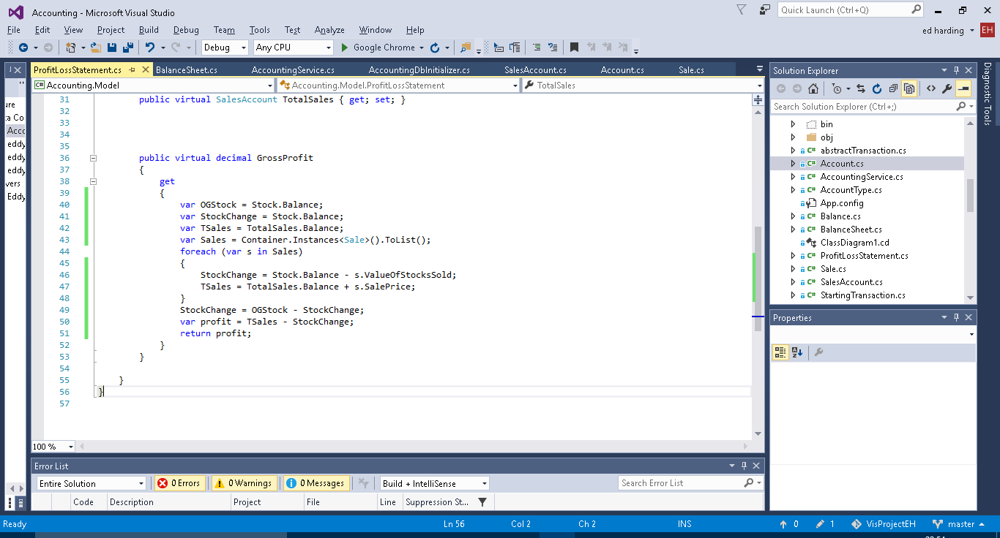 Accounting - Microsoft Visual Studio
Quick Launch (Ctrl+Q)
File Edit View Project Build Debug Team Tools Test Analyze Window Help
ed harding EH
Debug Any CPU Google Chrome
ProfitLossStatement.cs BalanceSheet.cs AccountingService.cs AccountingDbInitializer.cs SalesAccount.cs Account.cs Sale.cs
C# Accounting.Model Accounting.Model.ProfitLossStatement TotalSales
31 public virtual SalesAccount TotalSales { get; set; }
32
33
34
35
36 public virtual decimal GrossProfit
37 {
38 get
39 {
40 var OGStock = Stock.Balance;
41 var StockChange = Stock.Balance;
42 var TSales = TotalSales.Balance;
43 var Sales = Container.Instances<Sale>().ToList();
44 foreach (var s in Sales)
45 {
46 StockChange = Stock.Balance - s.ValueOfStocksSold;
47 TSales = TotalSales.Balance + s.SalePrice;
48 }
49 StockChange = OGStock - StockChange;
50 var profit = TSales - StockChange;
51 return profit;
52 }
53 }
54
55 }
56 }
57
100 %
ure
ta Co
Acco
eddy
eddy
eddy
vers
Eddy
Error List
Entire Solution 0 Errors 0 Warnings 0 Messages Build + IntelliSense Search Error List
Code Description Project File Line Suppression St...
Solution Explorer
Search Solution Explorer (Ctrl+;)
bin
obj
C# abstractTransaction.cs
C# Account.cs
C# AccountingService.cs
C# AccountType.cs
App.config
C# Balance.cs
C# BalanceSheet.cs
ClassDiagram1.cd
C# ProfitLossStatement.cs
C# Sale.cs
C# SalesAccount.cs
C# StartingTransaction.cs
Properties
Diagnostic Tools
Ready Ln 56 Col 2 Ch 2 INS 0 1 VisProjectEH master